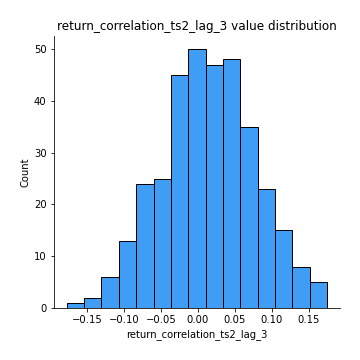 return_correlation_ts2_lag_3 value distribution
50
40
30
20
10
0
Count
−0.15 −0.10 −0.05 0.00 0.05 0.10 0.15
return_correlation_ts2_lag_3